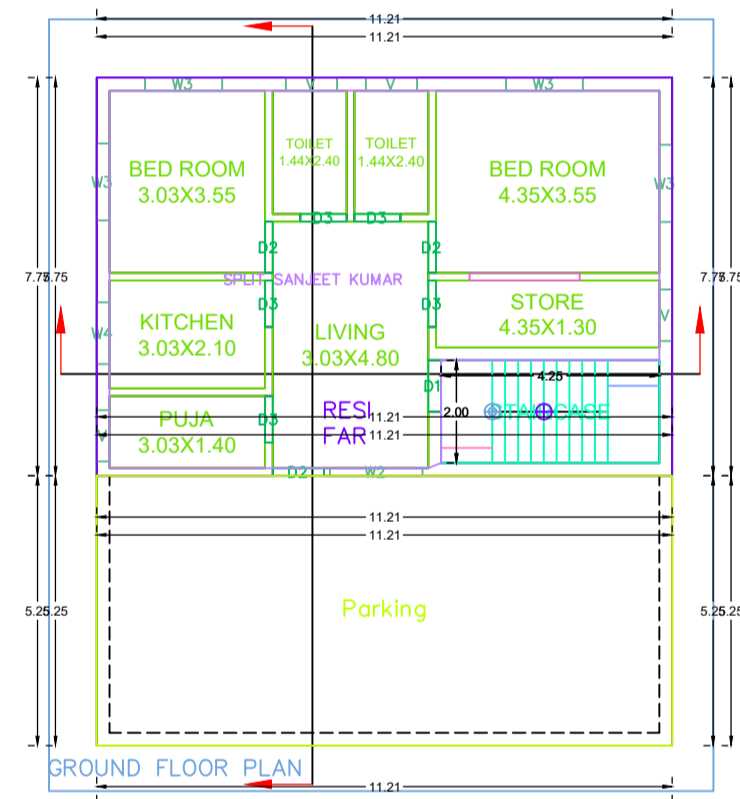 11.21
11.21
W3
V
V
W3
TOILET
1.44X2.40
TOILET
1.44X2.40
BED ROOM
3.03X3.55
BED ROOM
4.35X3.55
W3
W3
D3
D3
D2
D2
7.75
7.75
SPLIT SANJEET KUMAR
D3
D3
STORE
4.35X1.30
V
KITCHEN
3.03X2.10
W4
LIVING
3.03X4.80
D1
4.25
2.00
STAIRCASE
PUJA
3.03X1.40
V
D3
RESI
FAR
11.21
11.21
D2
W2
11.21
11.21
5.25
5.25
5.25
5.25
Parking
GROUND FLOOR PLAN
11.21